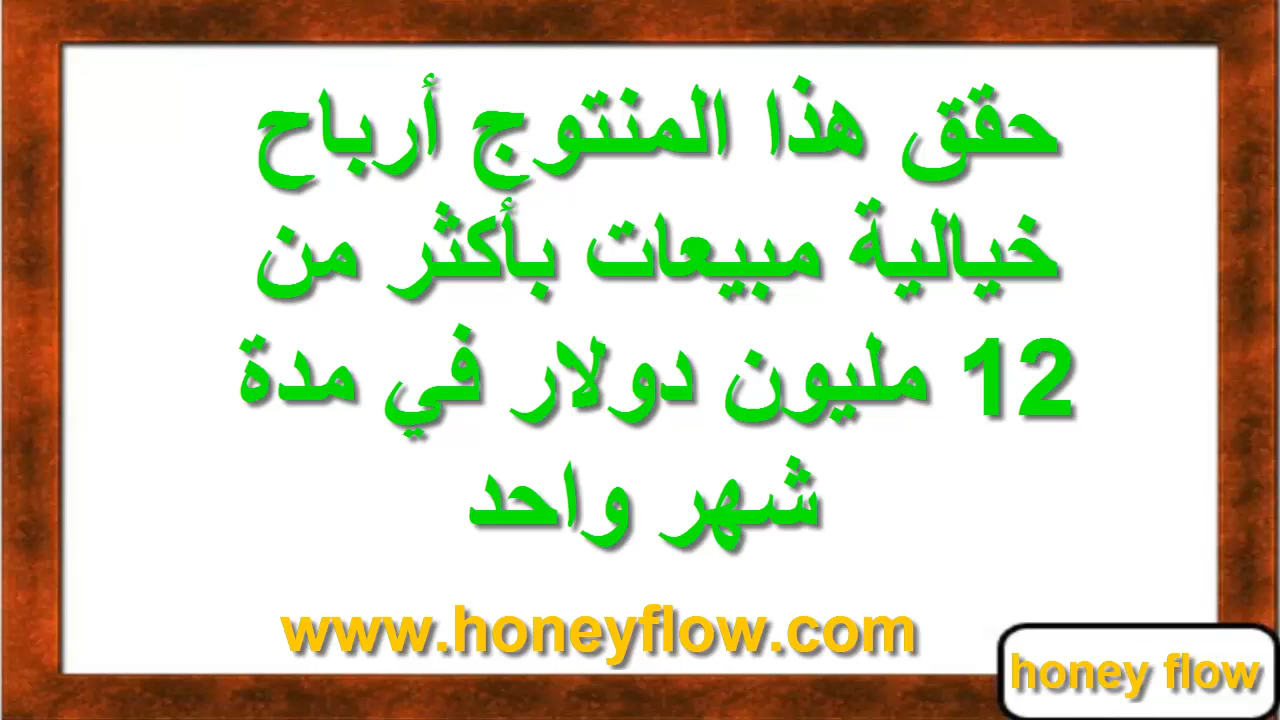 حقق هذا المنتوج أرباح
خيالية مبيعات بأكثر من
12 مليون دولار في مدة
شهر واحد
www.honeyflow.com
honey flow